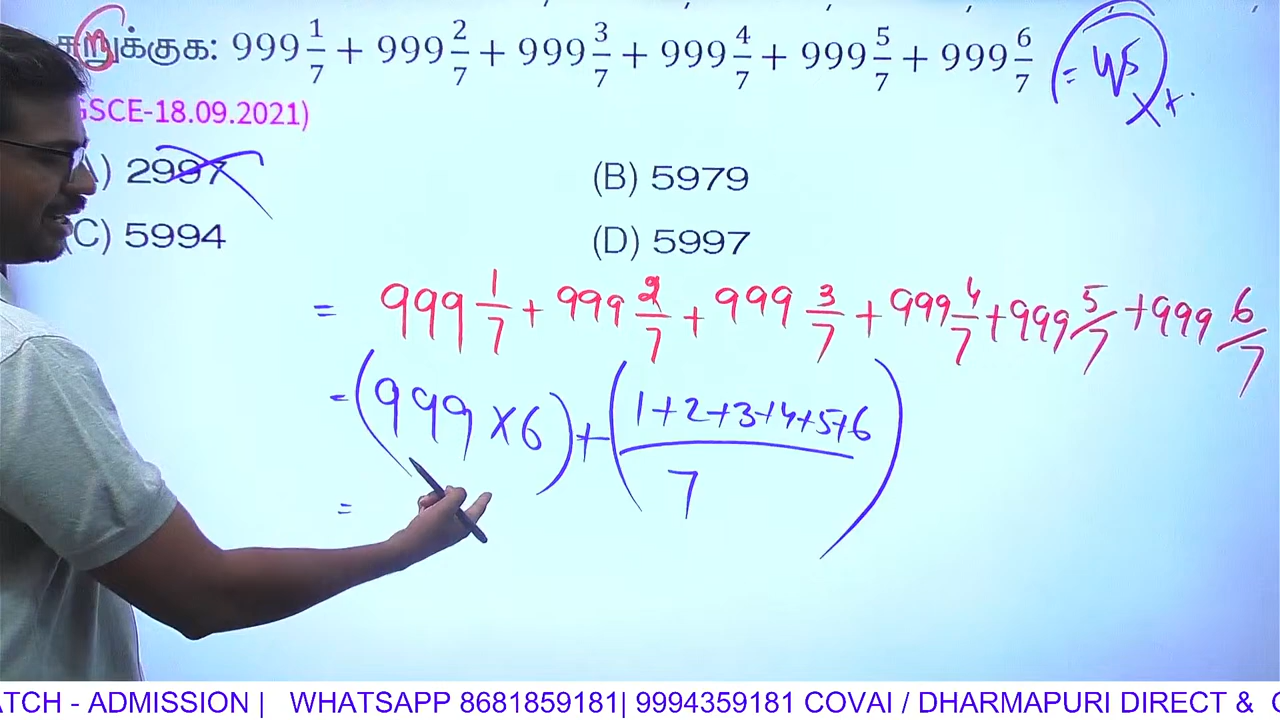 சுருக்குக: 999 1/7 + 999 2/7 + 999 3/7 + 999 4/7 + 999 5/7 + 999 6/7
SCE-18.09.2021)
) 2997
(B) 5979
(C) 5994
(D) 5997
= 999 1/7 + 999 2/7 + 999 3/7 + 999 4/7 + 999 5/7 + 999 6/7
= (999 × 6) + (1+2+3+4+5+6 / 7)
=
ATCH - ADMISSION | WHATSAPP 8681859181| 9994359181 COVAI / DHARMAPURI DIRECT &